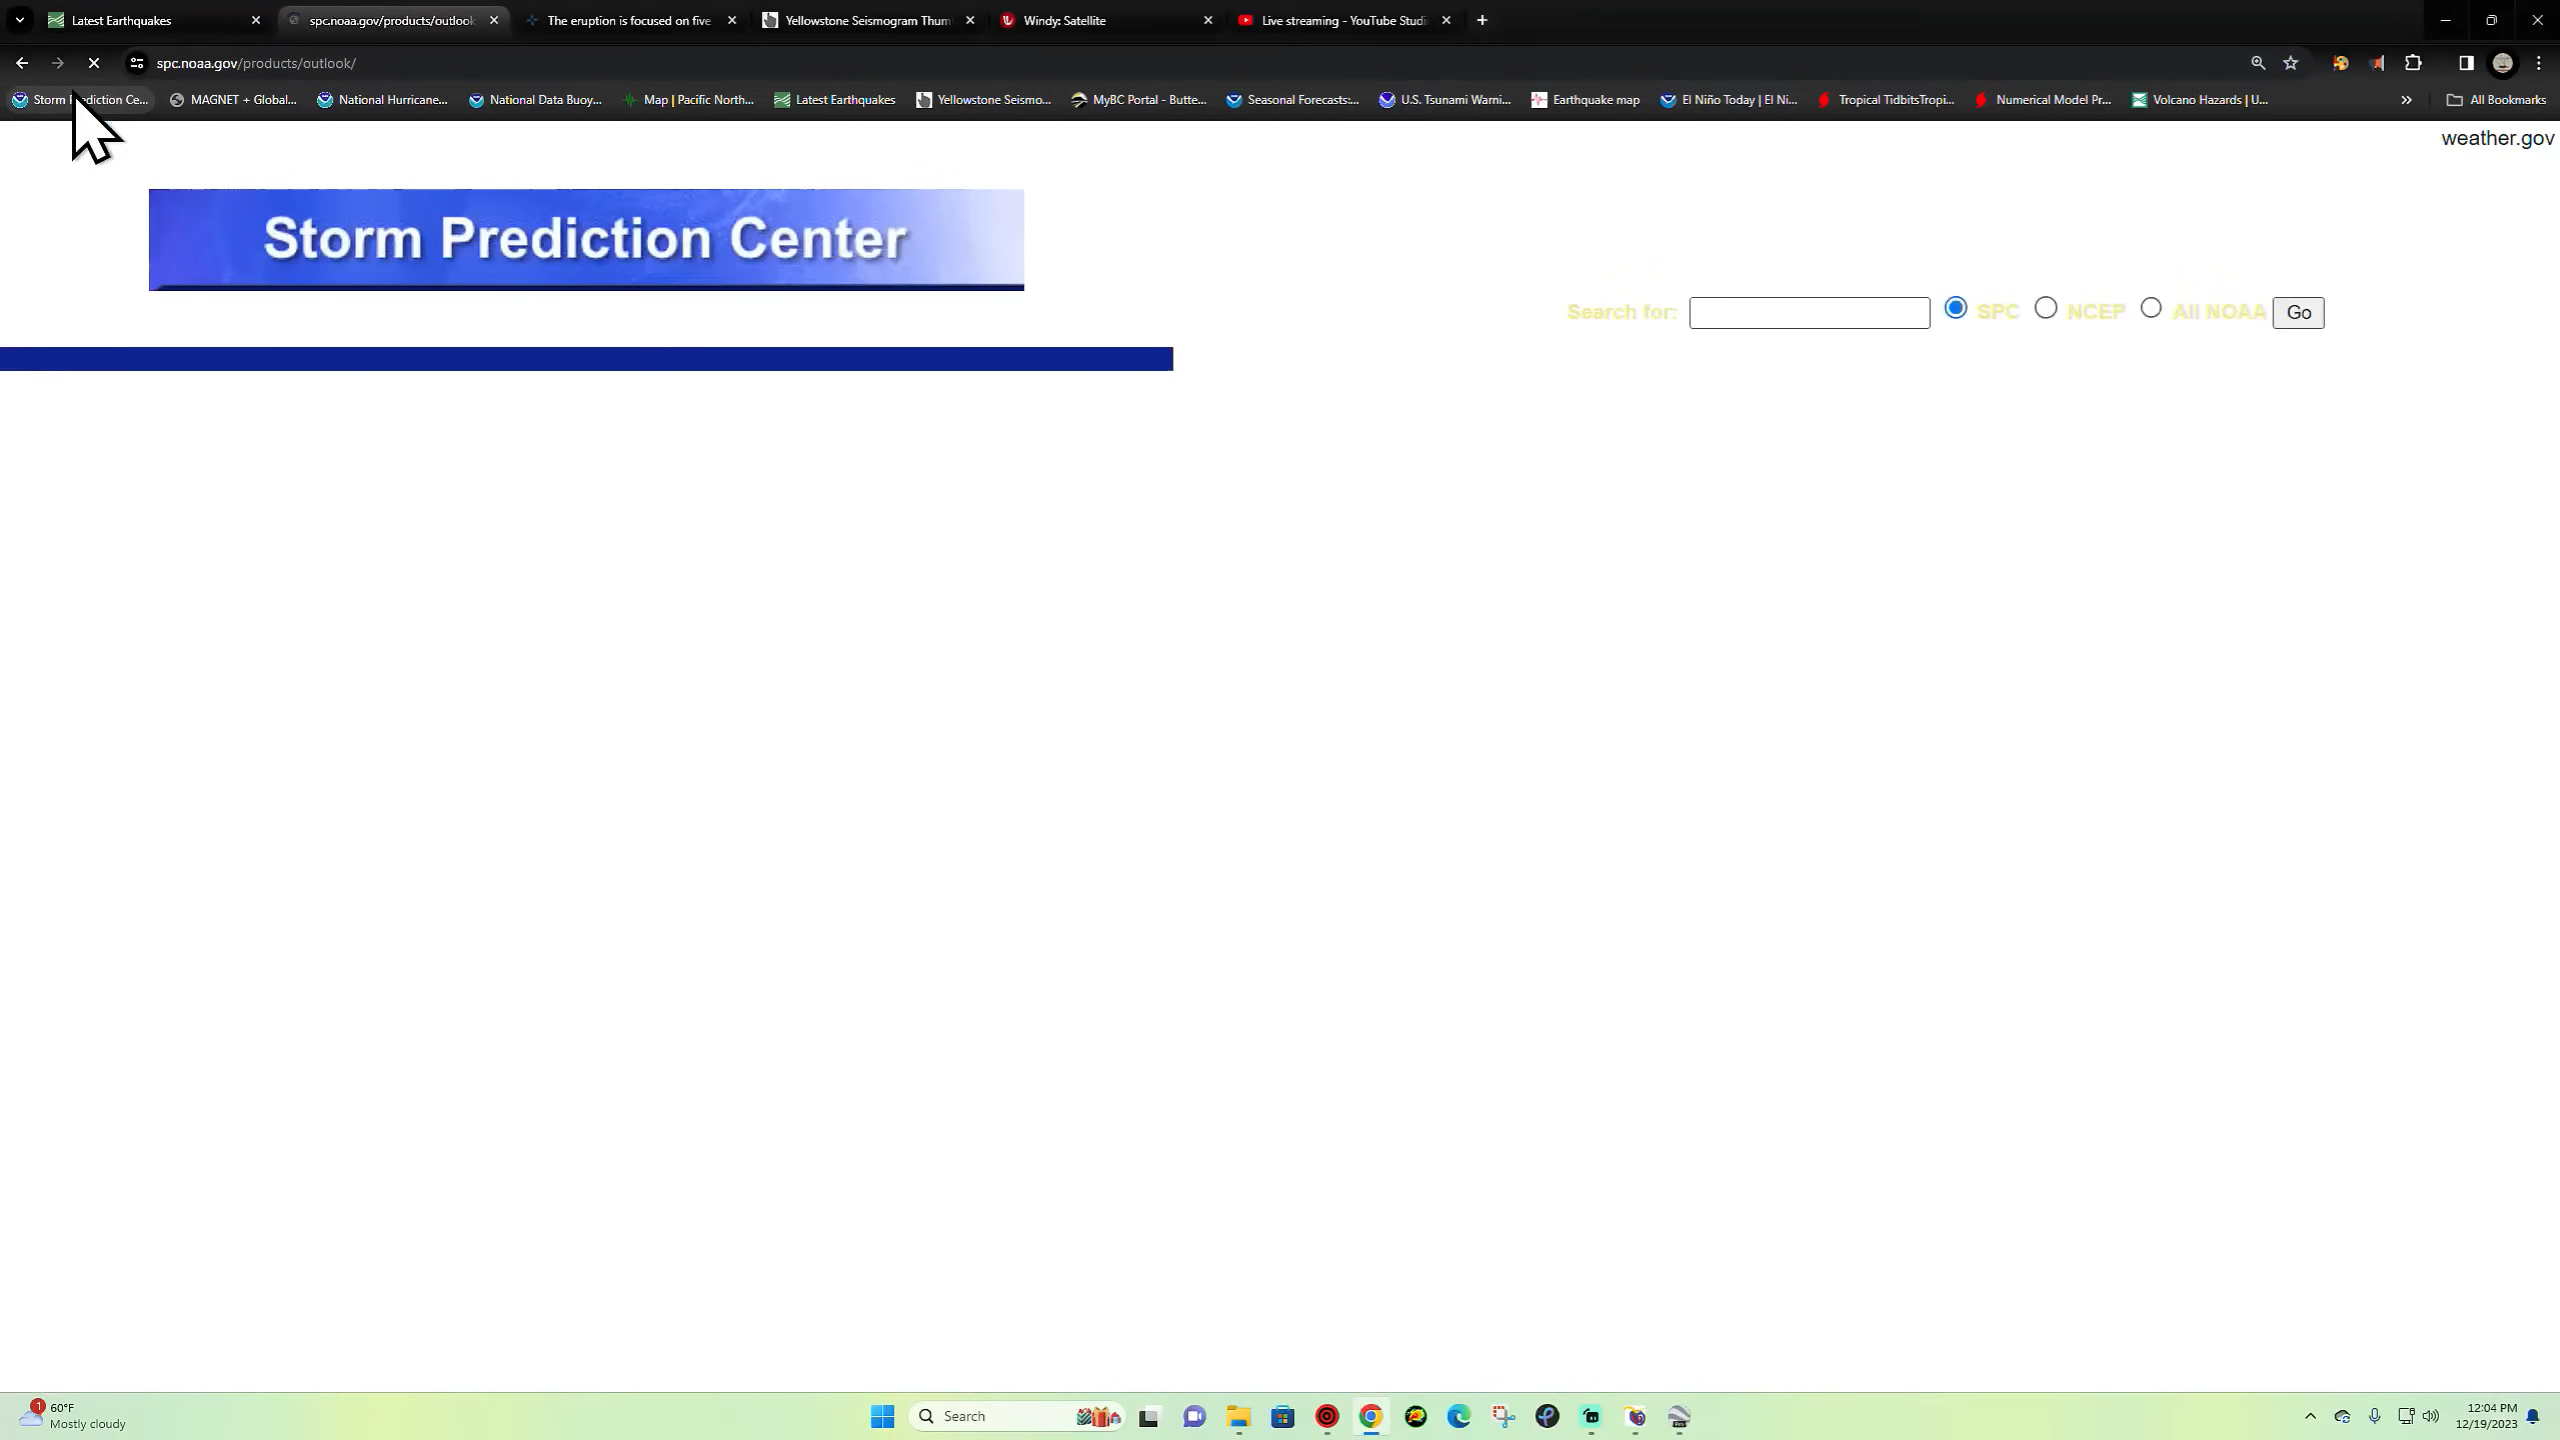 Latest Earthquakes
spc.noaa.gov/products/outlook
The eruption is focused on five
Yellowstone Seismogram Thum
Windy: Satellite
Live streaming - YouTube Studi
spc.noaa.gov/products/outlook/
Storm Prediction Ce...
MAGNET + Global...
National Hurricane...
National Data Buoy...
Map | Pacific North...
Latest Earthquakes
Yellowstone Seismo...
MyBC Portal - Butte...
Seasonal Forecasts:...
U.S. Tsunami Warni...
Earthquake map
El Niño Today | El Ni...
Tropical TidbitsTropi...
Numerical Model Pr...
Volcano Hazards | U...
All Bookmarks
weather.gov
Storm Prediction Center
Search for: SPC NCEP All NOAA Go
1
60°F
Mostly cloudy
Search
12:04 PM
12/19/2023